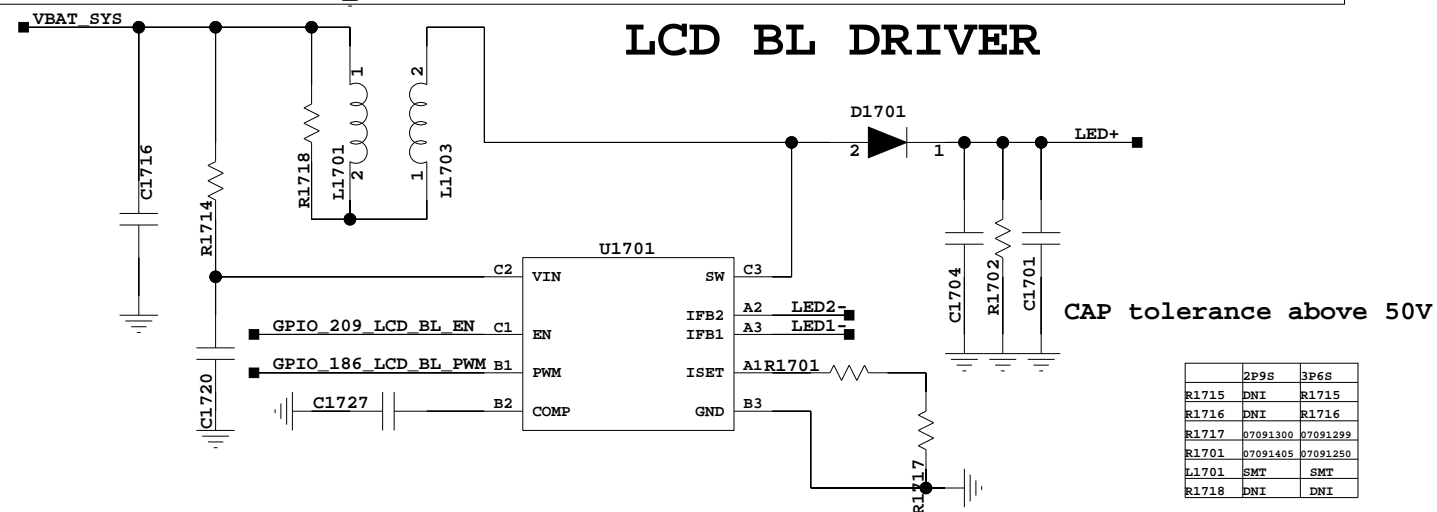 VBAT_SYS
LCD BL DRIVER
C1716
R1714
R1718
1
L1701
2
2
1
L1703
D1701
2
1
LED+
C1704
R1702
C1701
CAP tolerance above 50V
U1701
C2 VIN
SW C3
IFB2 A2 LED2-
GPIO_209_LCD_BL_EN C1 EN
IFB1 A3 LED1-
GPIO_186_LCD_BL_PWM B1 PWM
ISET A1 R1701
C1720
C1727 B2 COMP
GND B3
R1717
2P9S 3P6S
R1715 DNI R1715
R1716 DNI R1716
R1717 07091300 07091299
R1701 07091405 07091250
L1701 SMT SMT
R1718 DNI DNI